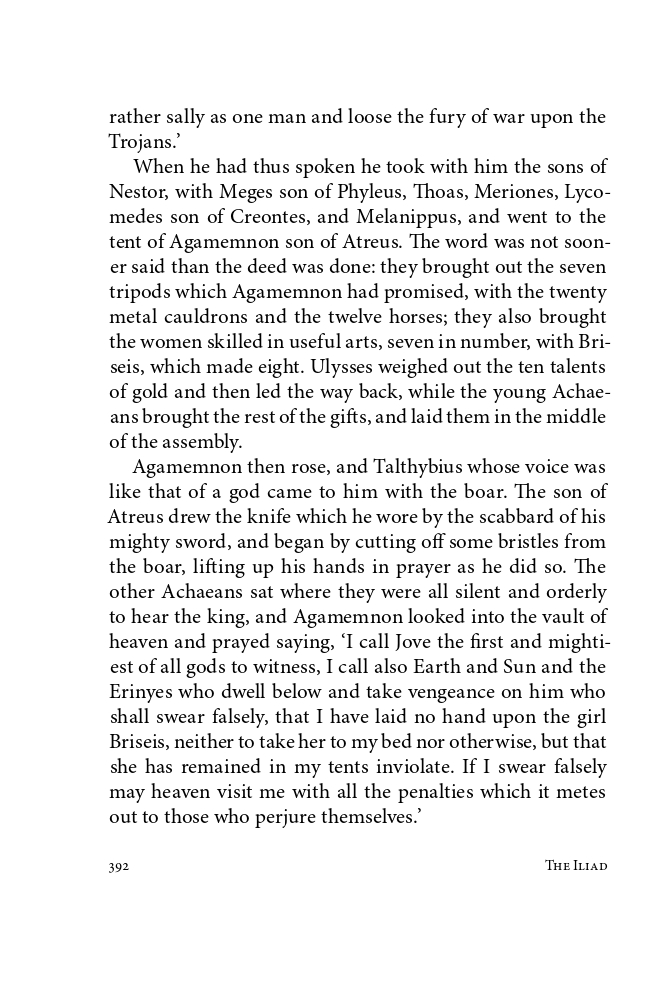 rather sally as one man and loose the fury of war upon the
Trojans.’
When he had thus spoken he took with him the sons of
Nestor, with Meges son of Phyleus, Thoas, Meriones, Lyco-
medes son of Creontes, and Melanippus, and went to the
tent of Agamemnon son of Atreus. The word was not soon-
er said than the deed was done: they brought out the seven
tripods which Agamemnon had promised, with the twenty
metal cauldrons and the twelve horses; they also brought
the women skilled in useful arts, seven in number, with Bri-
seis, which made eight. Ulysses weighed out the ten talents
of gold and then led the way back, while the young Achae-
ans brought the rest of the gifts, and laid them in the middle
of the assembly.
Agamemnon then rose, and Talthybius whose voice was
like that of a god came to him with the boar. The son of
Atreus drew the knife which he wore by the scabbard of his
mighty sword, and began by cutting off some bristles from
the boar, lifting up his hands in prayer as he did so. The
other Achaeans sat where they were all silent and orderly
to hear the king, and Agamemnon looked into the vault of
heaven and prayed saying, ‘I call Jove the first and mighti-
est of all gods to witness, I call also Earth and Sun and the
Erinyes who dwell below and take vengeance on him who
shall swear falsely, that I have laid no hand upon the girl
Briseis, neither to take her to my bed nor otherwise, but that
she has remained in my tents inviolate. If I swear falsely
may heaven visit me with all the penalties which it metes
out to those who perjure themselves.’
392 The Iliad